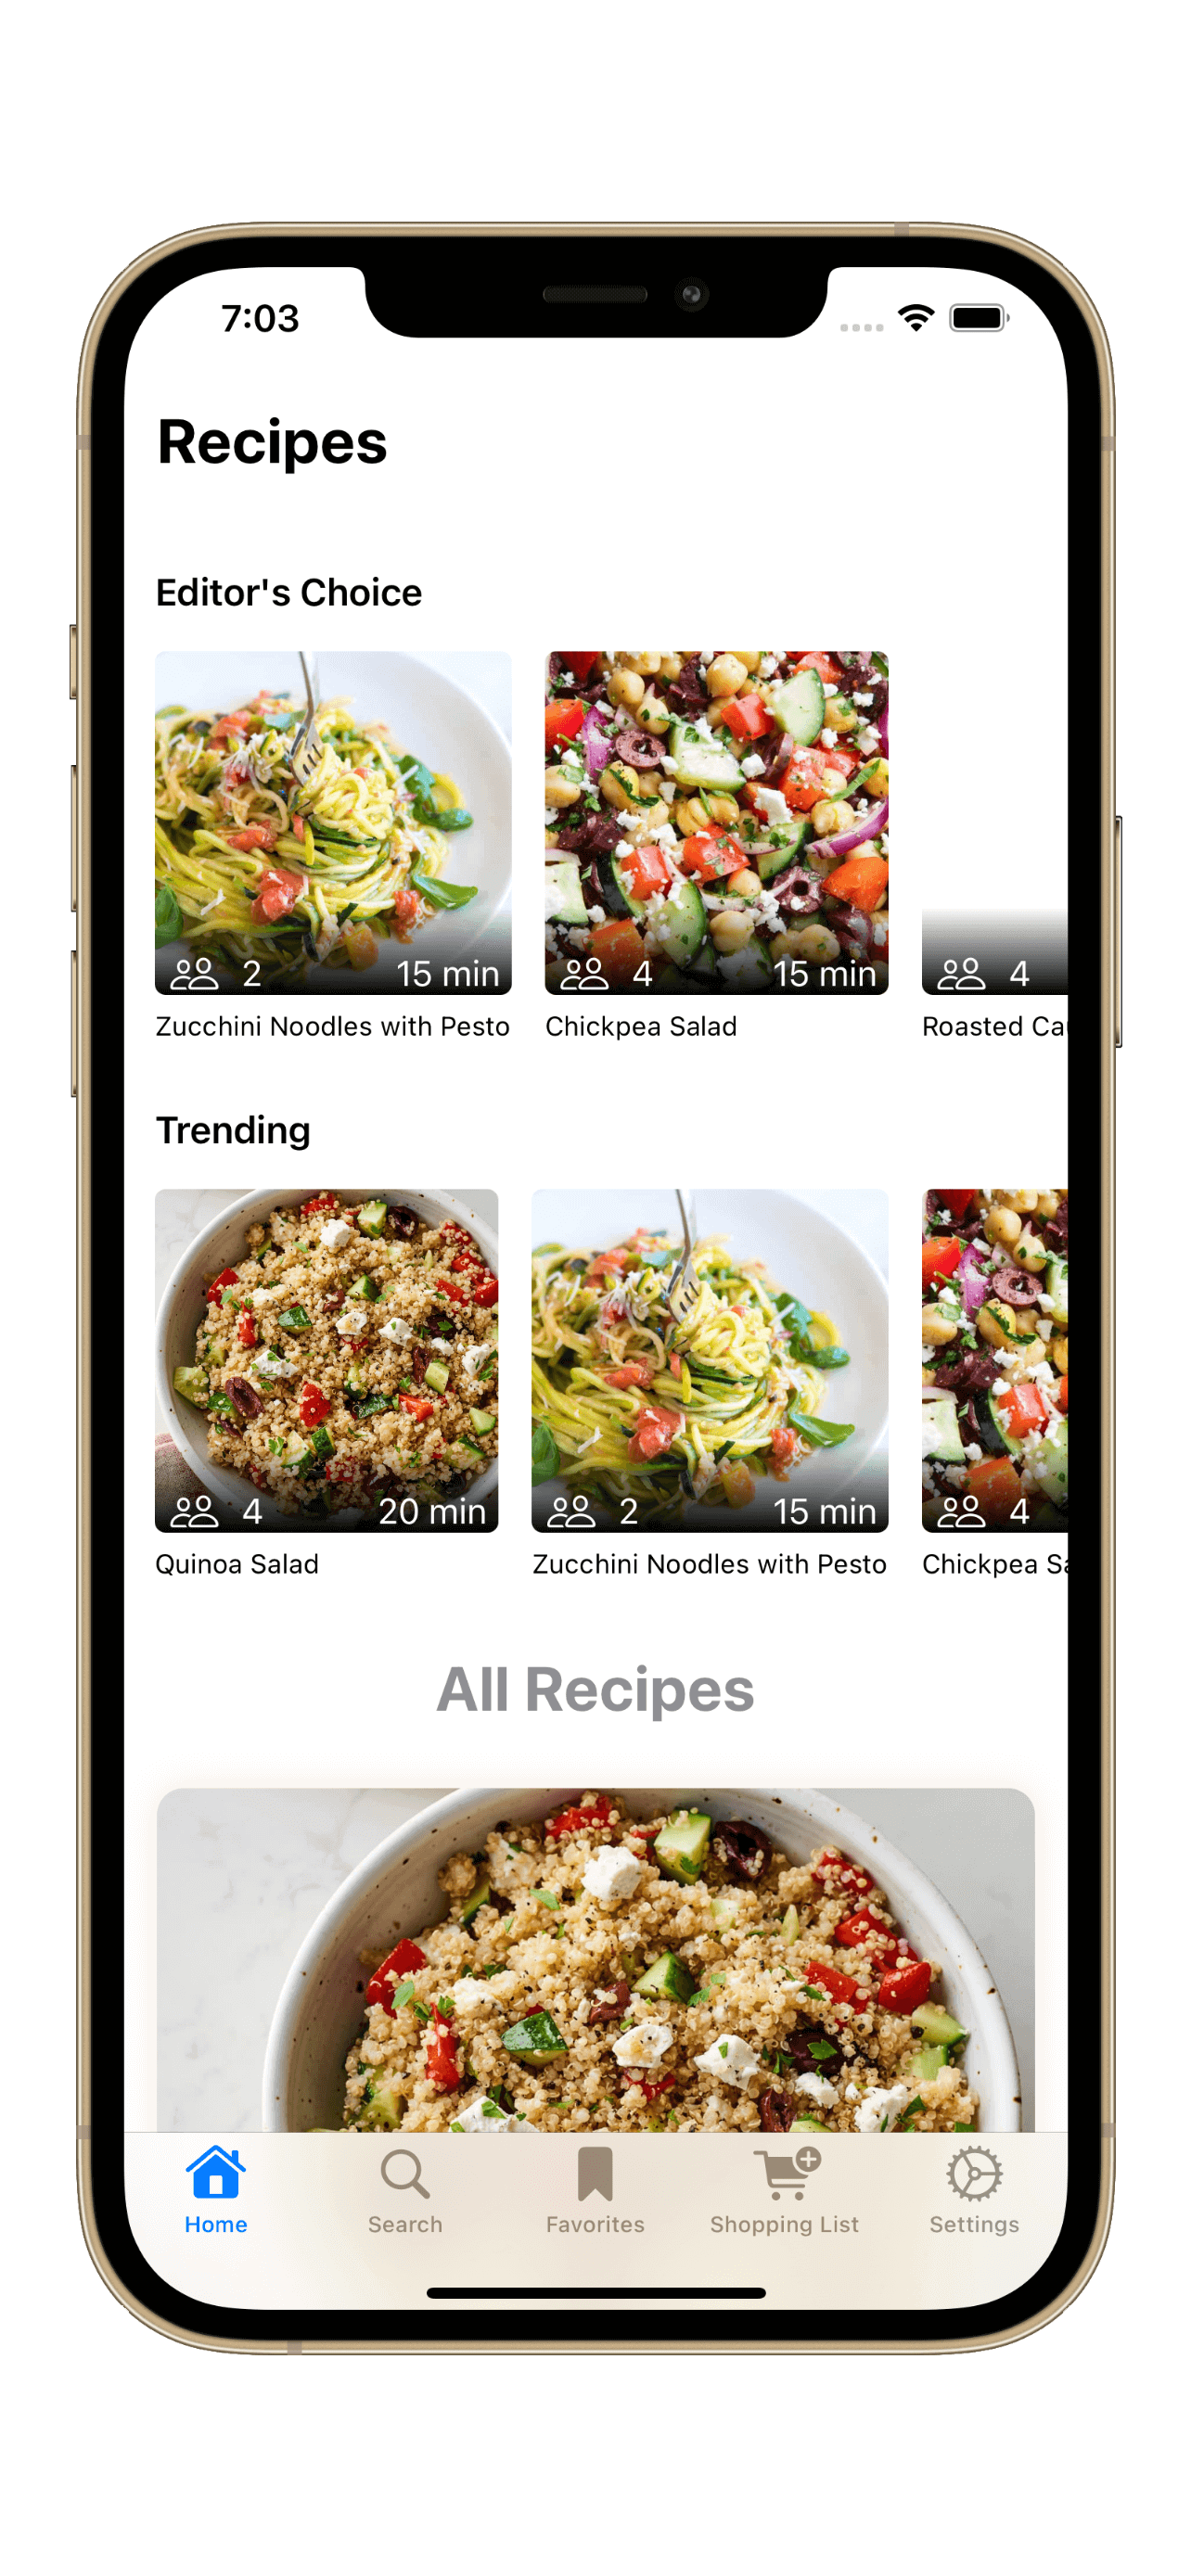 7:03
Recipes
Editor's Choice
2 15 min
4 15 min
4
Zucchini Noodles with Pesto
Chickpea Salad
Roasted
Trending
4 20 min
2 15 min
4
Quinoa Salad
Zucchini Noodles with Pesto
Chickpea
All Recipes
Home
Search
Favorites
Shopping List
Settings